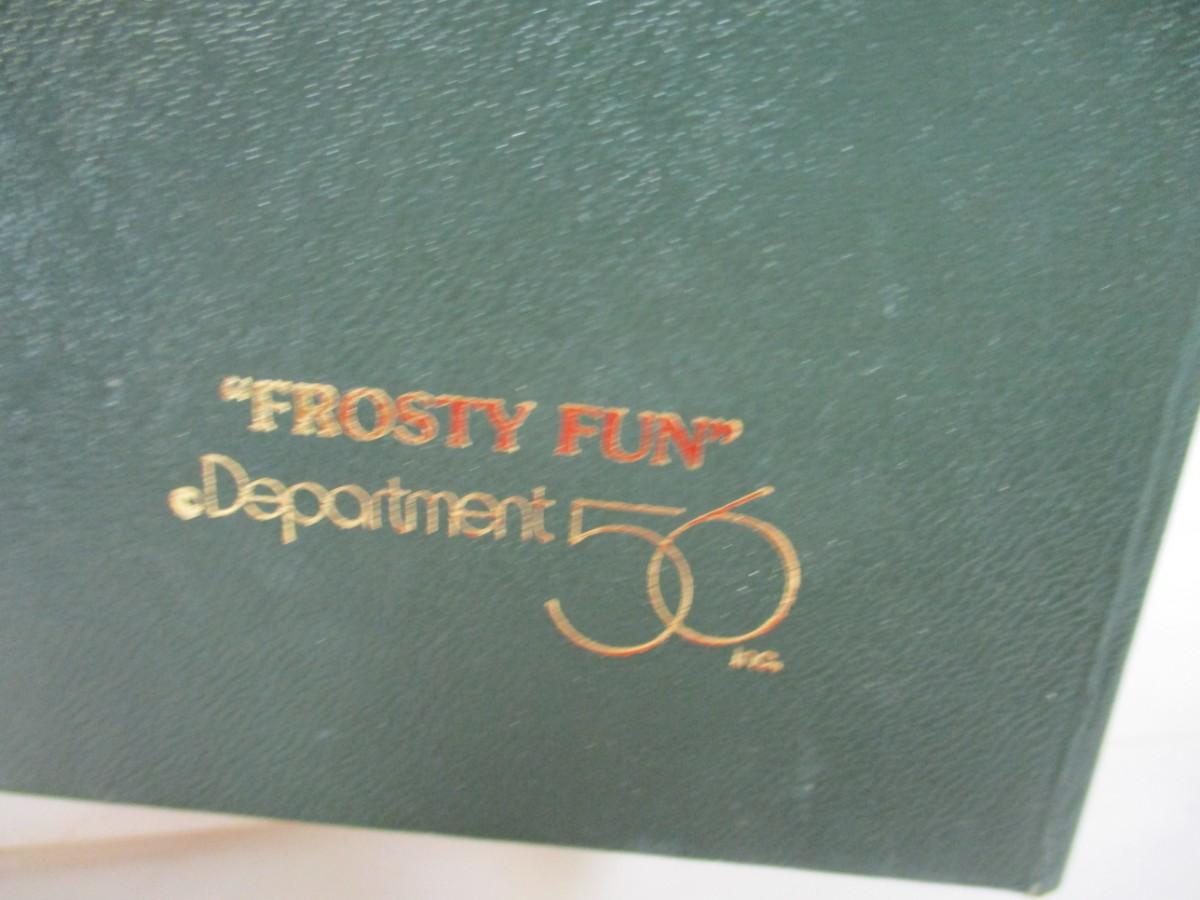 “FROSTY FUN”
Department 56
inc.